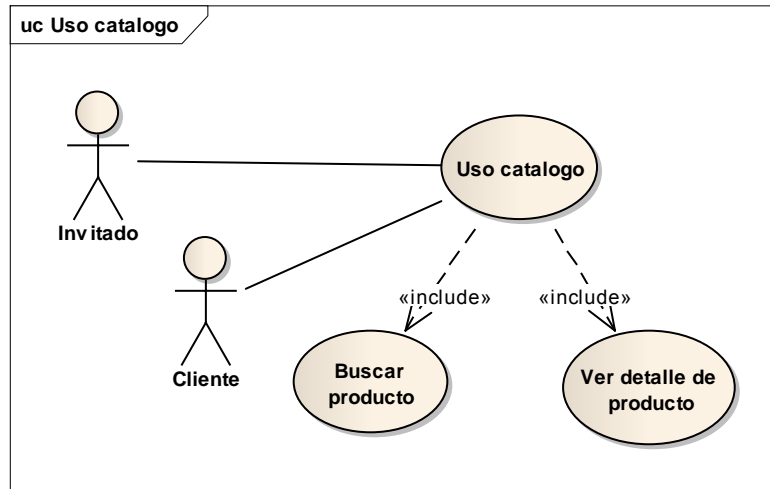 uc Uso catalogo
Uso catalogo
Invitado
«include»
«include»
Cliente
Buscar
producto
Ver detalle de
producto